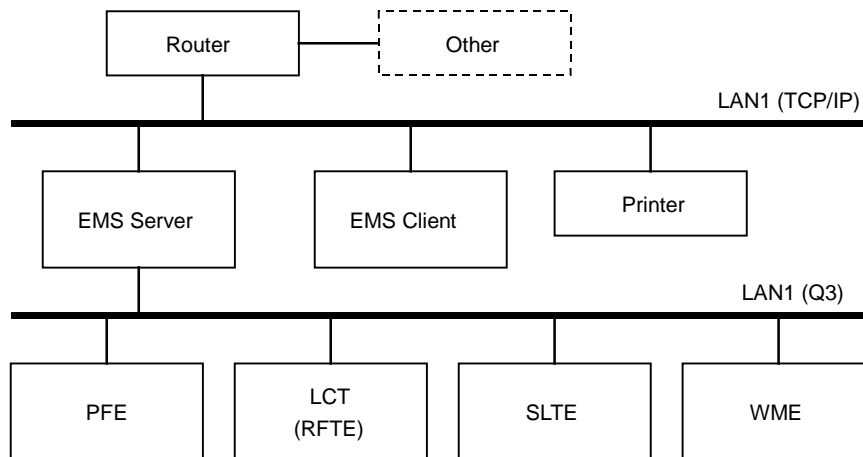 Router
Other
LAN1 (TCP/IP)
EMS Server
EMS Client
Printer
LAN1 (Q3)
PFE
LCT
(RFTE)
SLTE
WME